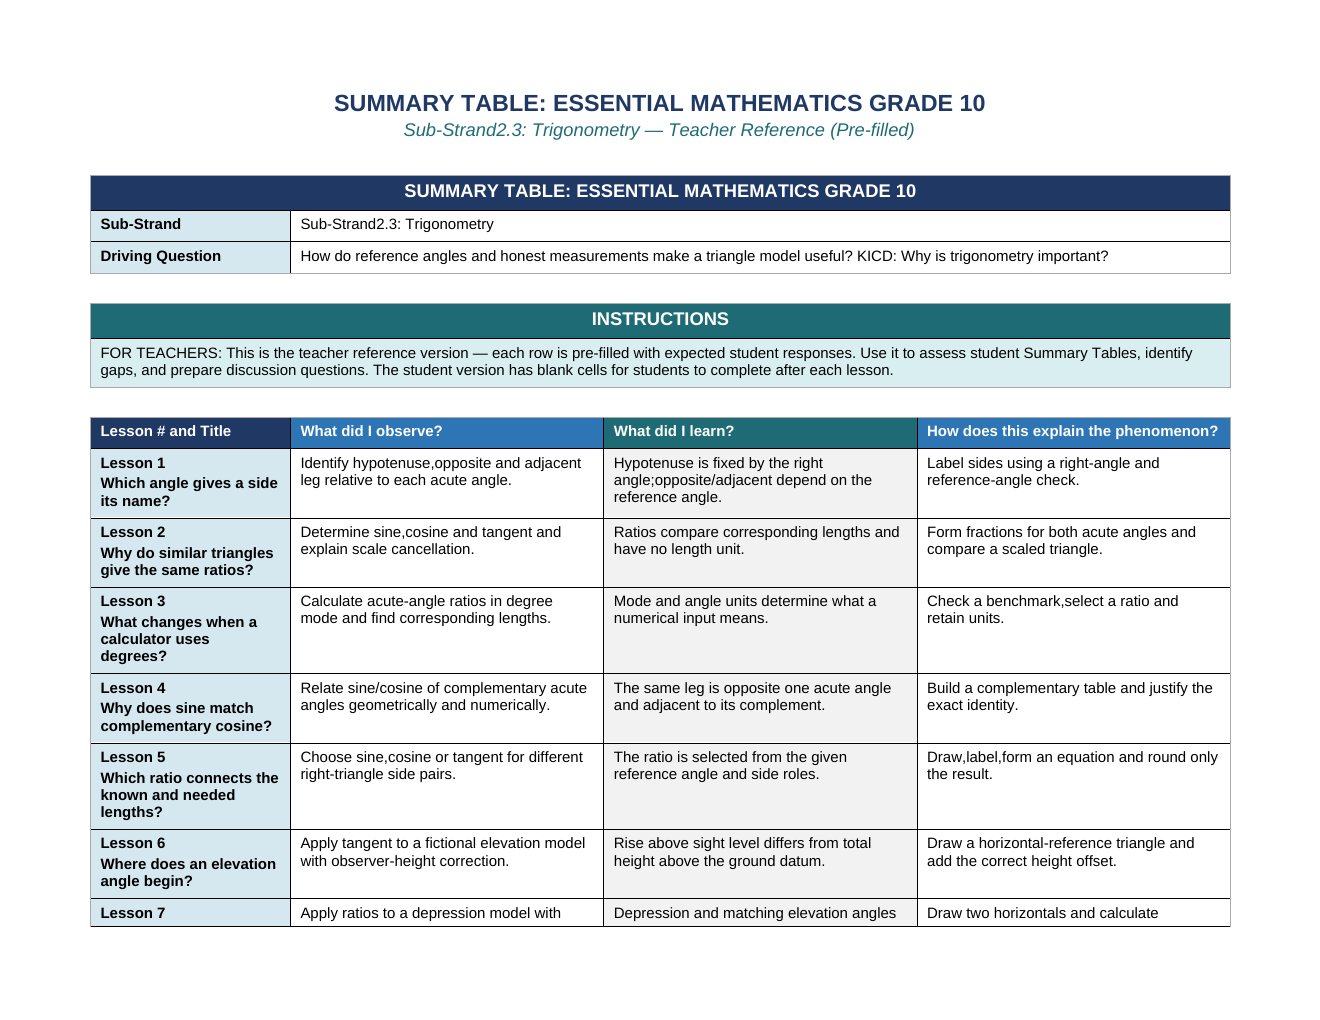 SUMMARY TABLE: ESSENTIAL MATHEMATICS GRADE 10
Sub-Strand2.3: Trigonometry — Teacher Reference (Pre-filled)
SUMMARY TABLE: ESSENTIAL MATHEMATICS GRADE 10
Sub-Strand
Sub-Strand2.3: Trigonometry
Driving Question
How do reference angles and honest measurements make a triangle model useful? KICD: Why is trigonometry important?
INSTRUCTIONS
FOR TEACHERS: This is the teacher reference version — each row is pre-filled with expected student responses. Use it to assess student Summary Tables, identify
gaps, and prepare discussion questions. The student version has blank cells for students to complete after each lesson.
Lesson # and Title
What did I observe?
What did I learn?
How does this explain the phenomenon?
Lesson 1
Which angle gives a side
its name?
Identify hypotenuse,opposite and adjacent
leg relative to each acute angle.
Hypotenuse is fixed by the right
angle;opposite/adjacent depend on the
reference angle.
Label sides using a right-angle and
reference-angle check.
Lesson 2
Why do similar triangles
give the same ratios?
Determine sine,cosine and tangent and
explain scale cancellation.
Ratios compare corresponding lengths and
have no length unit.
Form fractions for both acute angles and
compare a scaled triangle.
Lesson 3
What changes when a
calculator uses
degrees?
Calculate acute-angle ratios in degree
mode and find corresponding lengths.
Mode and angle units determine what a
numerical input means.
Check a benchmark,select a ratio and
retain units.
Lesson 4
Why does sine match
complementary cosine?
Relate sine/cosine of complementary acute
angles geometrically and numerically.
The same leg is opposite one acute angle
and adjacent to its complement.
Build a complementary table and justify the
exact identity.
Lesson 5
Which ratio connects the
known and needed
lengths?
Choose sine,cosine or tangent for different
right-triangle side pairs.
The ratio is selected from the given
reference angle and side roles.
Draw,label,form an equation and round only
the result.
Lesson 6
Where does an elevation
angle begin?
Apply tangent to a fictional elevation model
with observer-height correction.
Rise above sight level differs from total
height above the ground datum.
Draw a horizontal-reference triangle and
add the correct height offset.
Lesson 7
Apply ratios to a depression model with
Depression and matching elevation angles
Draw two horizontals and calculate